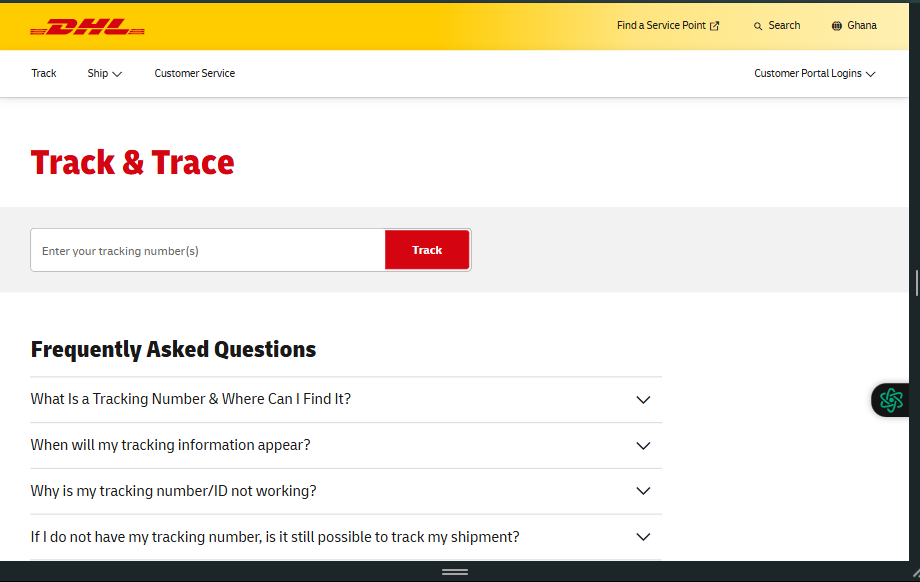 DHL
Find a Service Point
Search
Ghana
Track
Ship
Customer Service
Customer Portal Logins
Track & Trace
Enter your tracking number(s)
Track
Frequently Asked Questions
What Is a Tracking Number & Where Can I Find It?
When will my tracking information appear?
Why is my tracking number/ID not working?
If I do not have my tracking number, is it still possible to track my shipment?